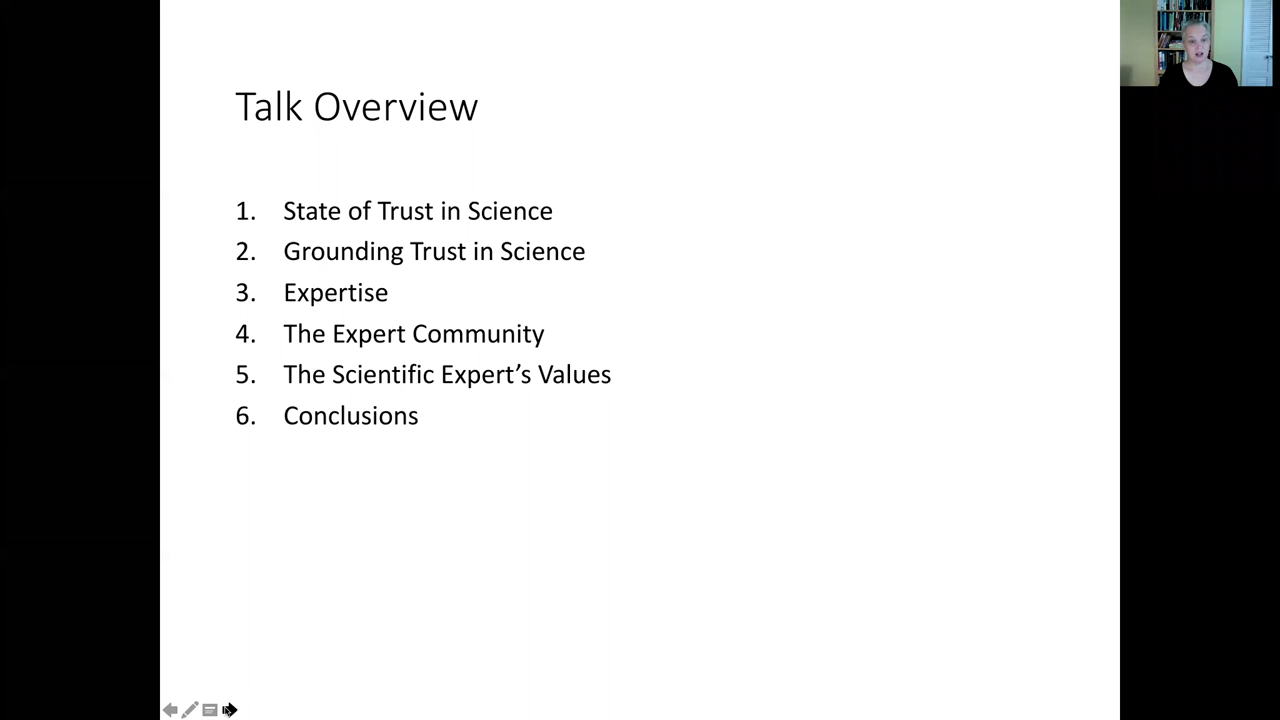 Talk Overview
1. State of Trust in Science
2. Grounding Trust in Science
3. Expertise
4. The Expert Community
5. The Scientific Expert’s Values
6. Conclusions